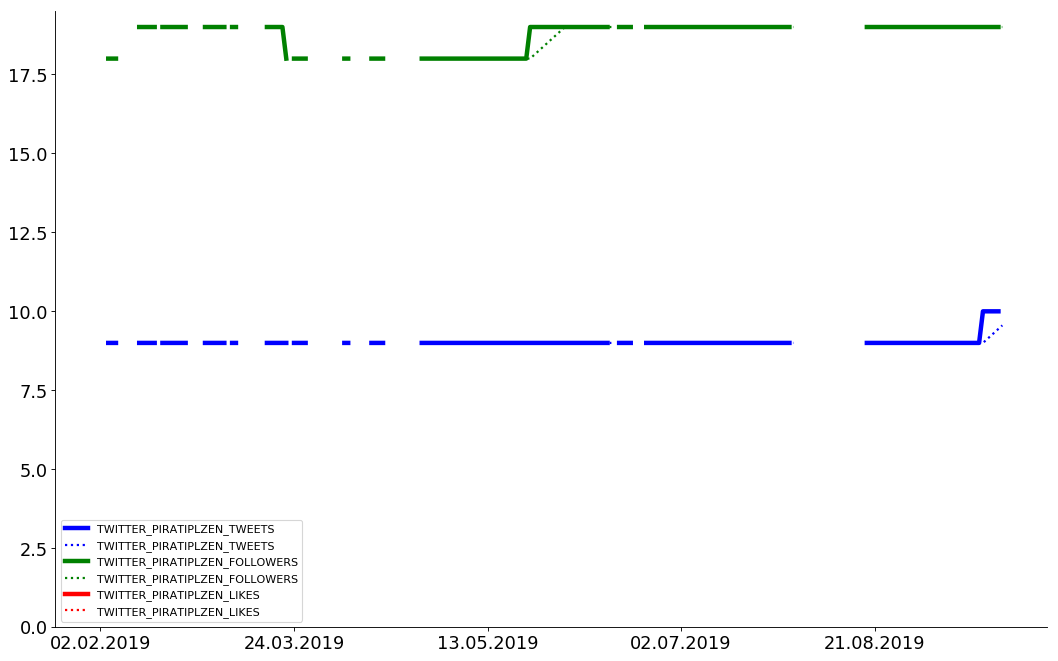 17.5
15.0
12.5
10.0
7.5
5.0
2.5
0.0
TWITTER_PIRATIPLZEN_TWEETS
TWITTER_PIRATIPLZEN_TWEETS
TWITTER_PIRATIPLZEN_FOLLOWERS
TWITTER_PIRATIPLZEN_FOLLOWERS
TWITTER_PIRATIPLZEN_LIKES
TWITTER_PIRATIPLZEN_LIKES
02.02.2019 24.03.2019 13.05.2019 02.07.2019 21.08.2019